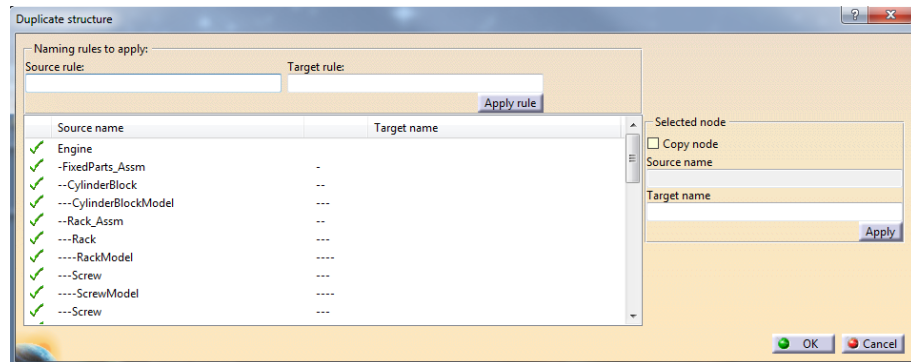 Duplicate structure
Naming rules to apply:
Source rule: Target rule:
Apply rule
Source name Target name
Engine
-FixedParts_Assm -
--CylinderBlock --
---CylinderBlockModel ---
--Rack_Assm --
---Rack ---
----RackModel ----
---Screw ---
----ScrewModel ----
---Screw ---
Selected node
Copy node
Source name
Target name
Apply
OK Cancel